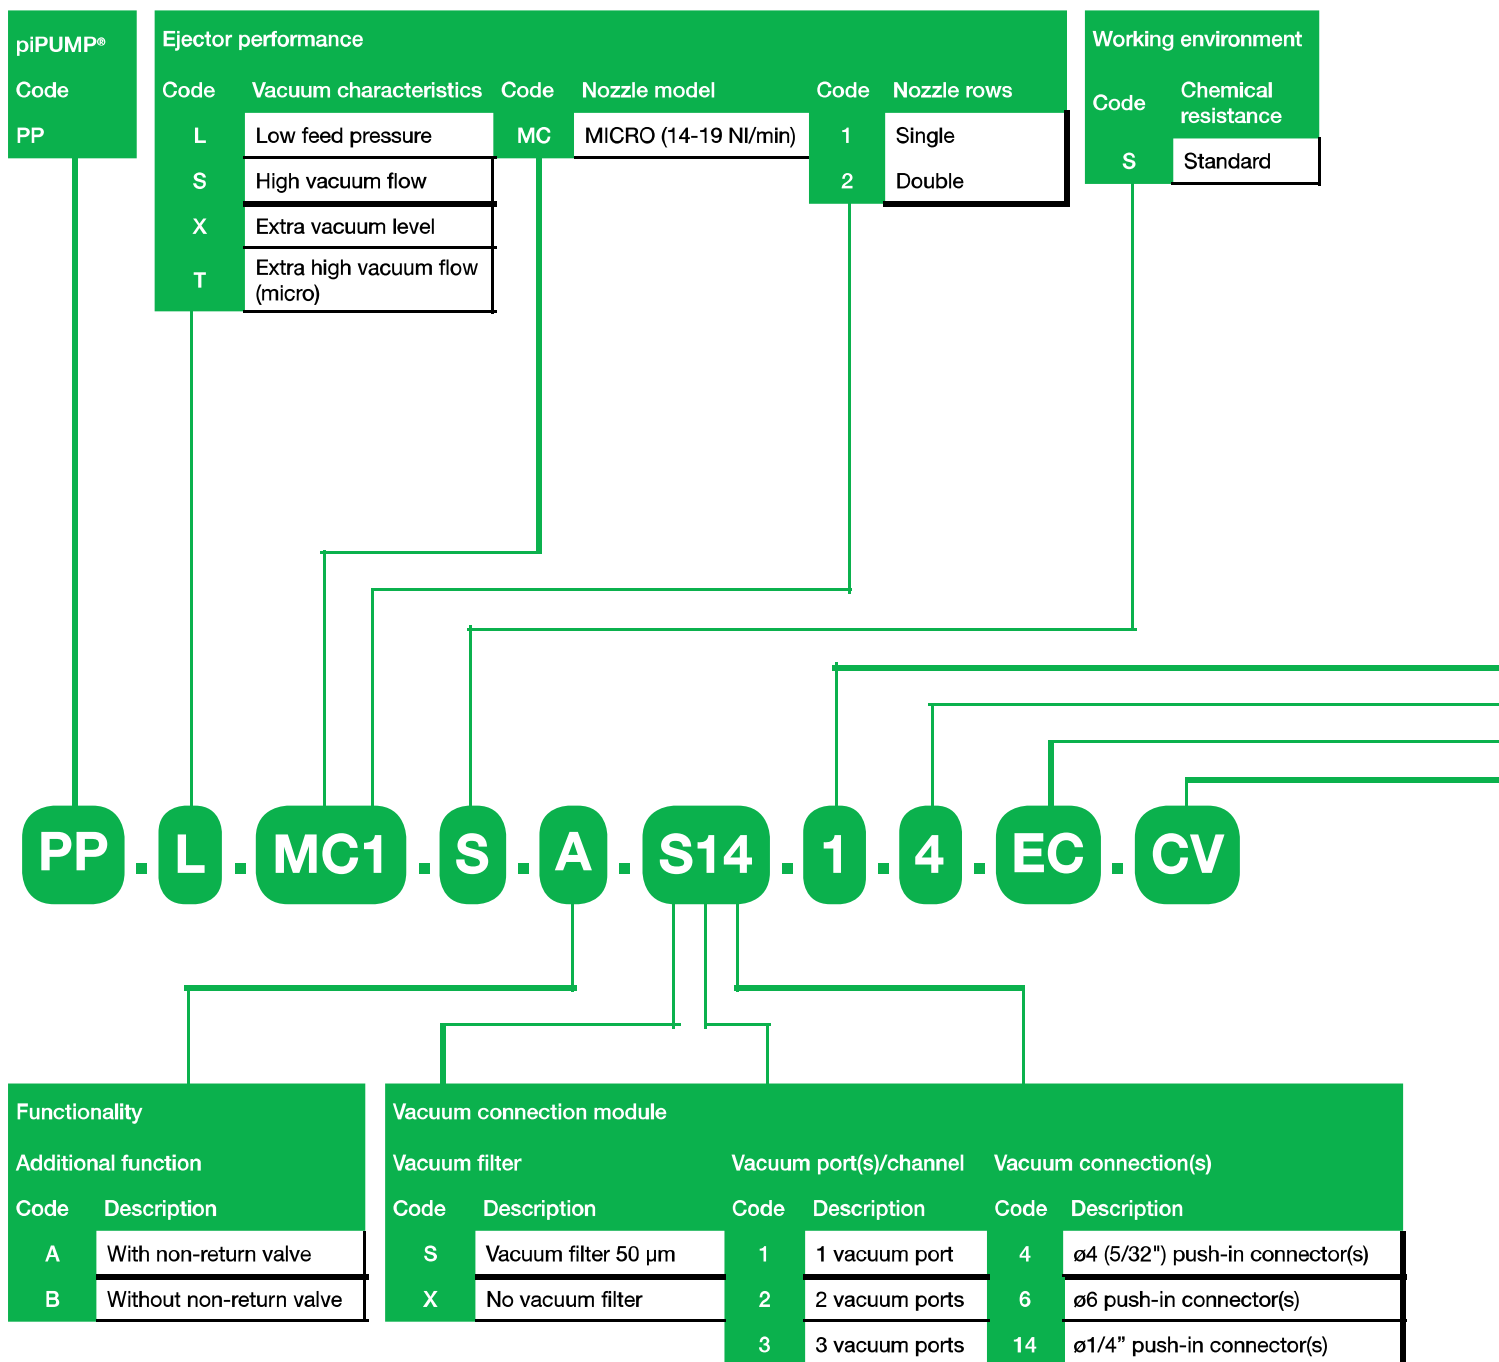 piPUMP®
Code
PP
Ejector performance
Code Vacuum characteristics Code Nozzle model Code Nozzle rows
L Low feed pressure MC MICRO (14-19 Nl/min) 1 Single
S High vacuum flow 2 Double
X Extra vacuum level
T Extra high vacuum flow
(micro)
Working environment
Code Chemical
resistance
S Standard
PP . L . MC1 . S . A . S14 . 1 . 4 . EC . CV
Functionality
Additional function
Code Description
A With non-return valve
B Without non-return valve
Vacuum connection module
Vacuum filter Vacuum port(s)/channel Vacuum connection(s)
Code Description Code Description Code Description
S Vacuum filter 50 µm 1 1 vacuum port 4 ø4 (5/32") push-in connector(s)
X No vacuum filter 2 2 vacuum ports 6 ø6 push-in connector(s)
3 3 vacuum ports 14 ø1/4” push-in connector(s)